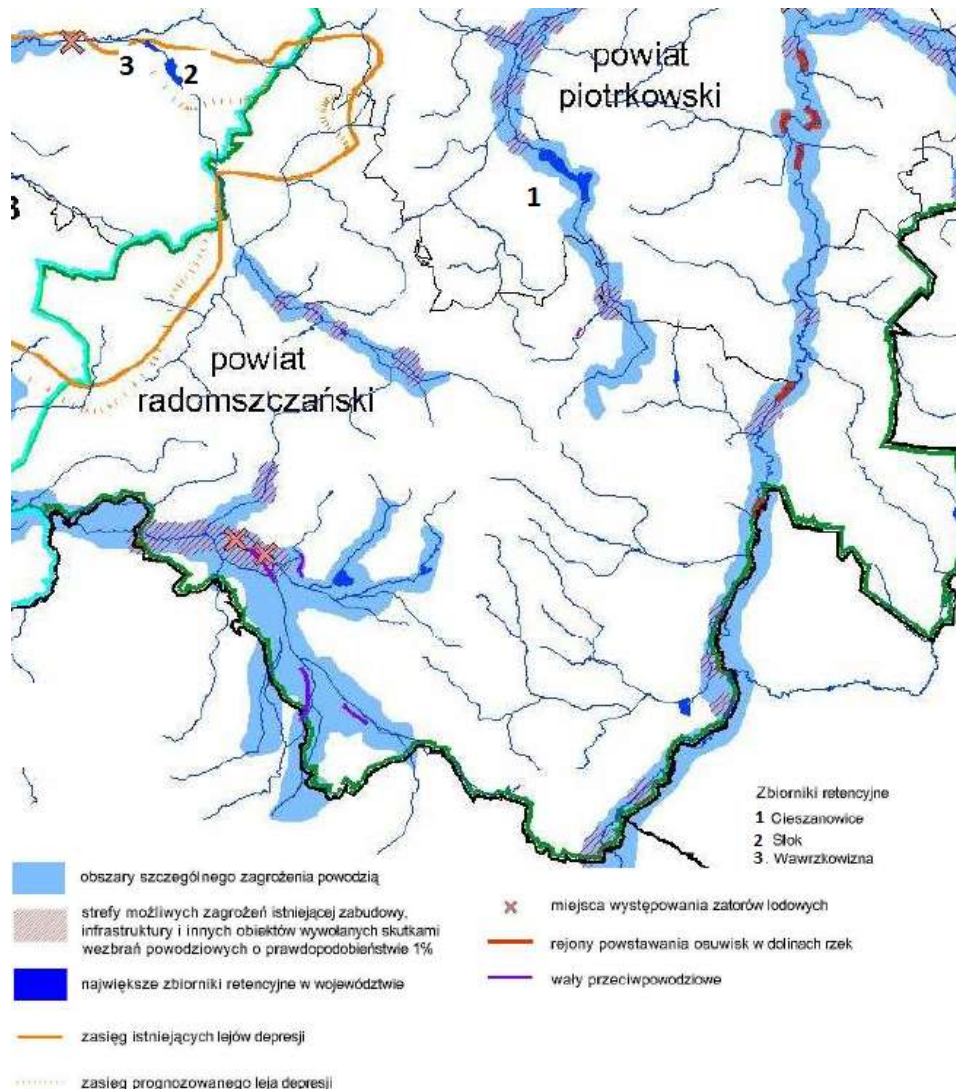 3
2
powiat
piotrkowski
1
3
powiat
radomszczański
Zbiorniki retencyjne
1 Cieszanowice
2 Słok
3. Wawrzkowizna
obszary szczególnego zagrożenia powodzią
strefy możliwych zagrożeń istniejącej zabudowy,
infrastruktury i innych obiektów wywołanych skutkami
wezbrań powodziowych o prawdopodobieństwie 1%
największe zbiorniki retencyjne w województwie
zasięg istniejących lejów depresji
zasięg prognozowanego leja depresji
miejsca występowania zatorów lodowych
rejony powstawania osuwisk w dolinach rzek
wały przeciwpowodziowe